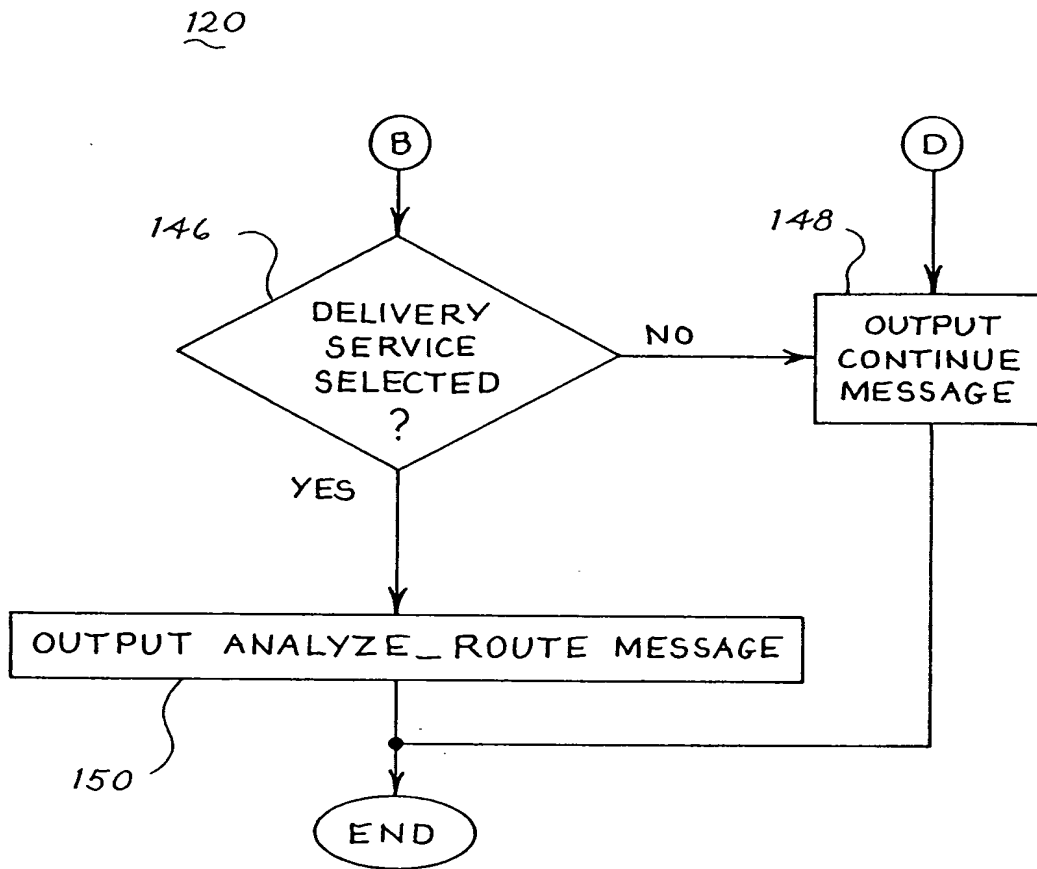 120
B
D
146
148
DELIVERY
SERVICE
SELECTED
?
NO
OUTPUT
CONTINUE
MESSAGE
YES
OUTPUT ANALYZE_ROUTE MESSAGE
150
END